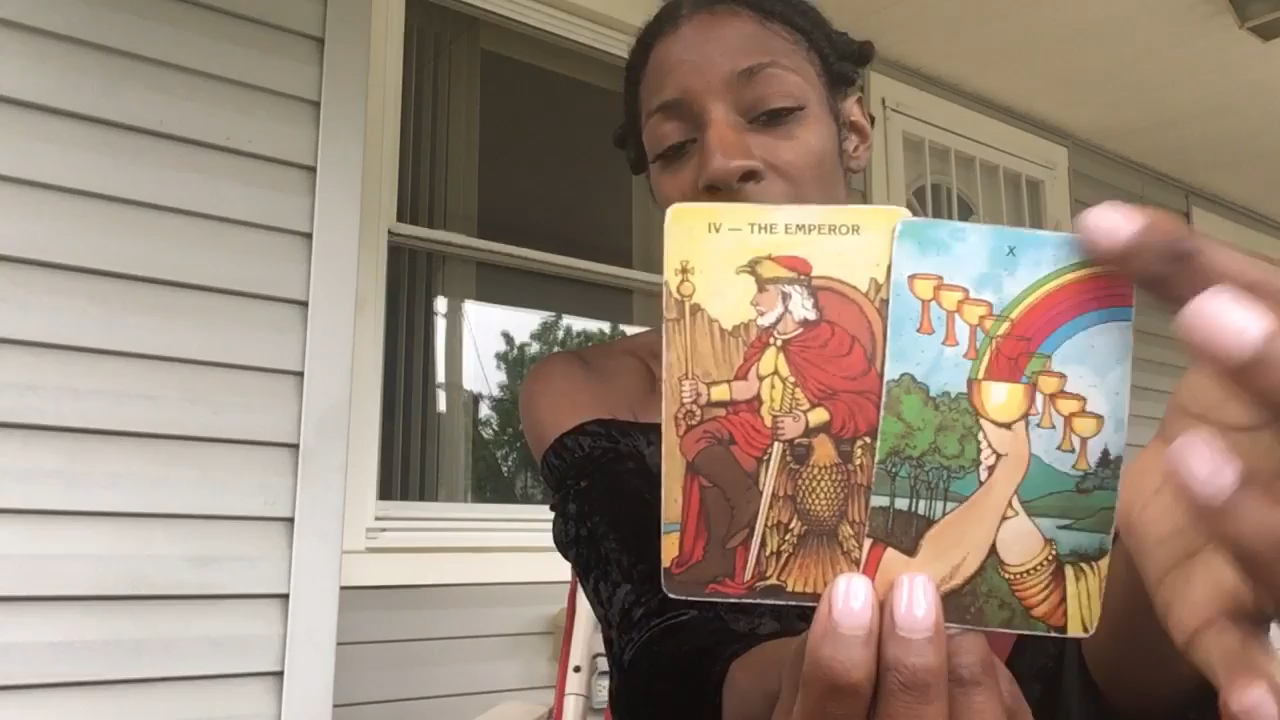 IV — THE EMPEROR
X